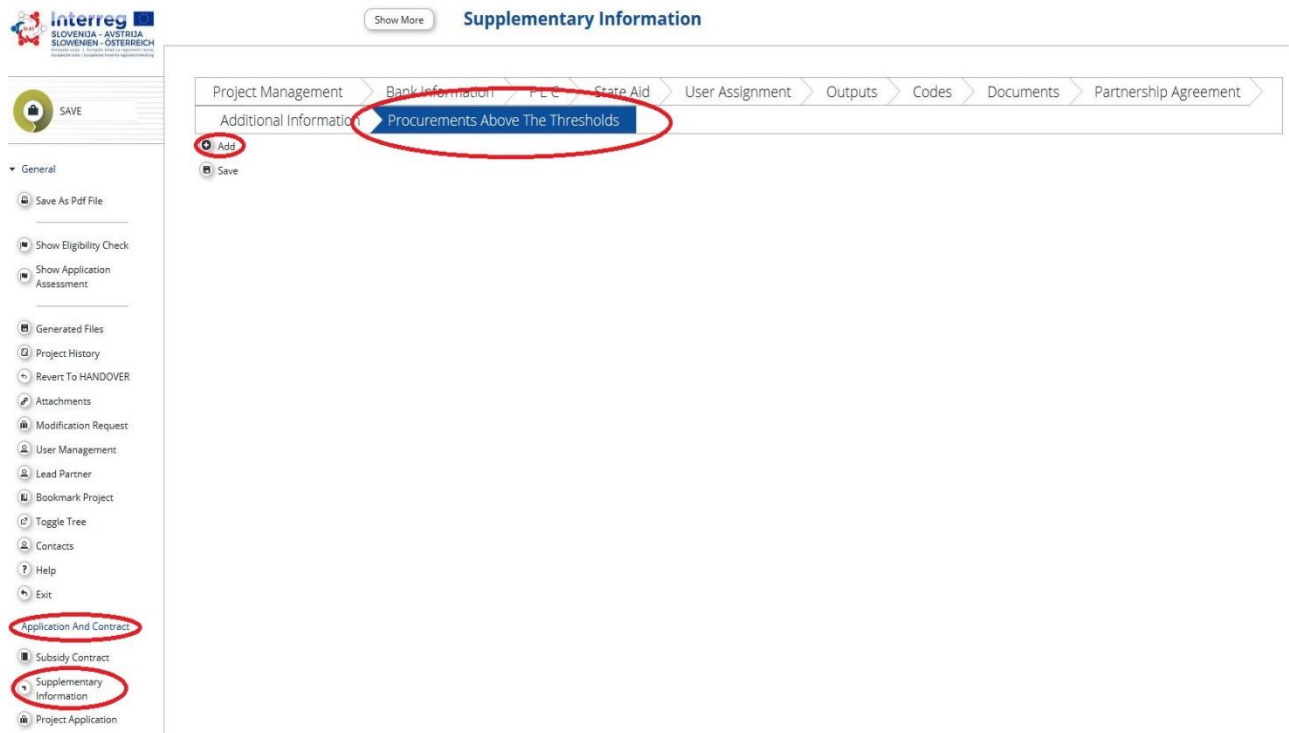 Interreg
SLOVENIJA - AVSTRIJA
SLOWENIEN - ÖSTERREICH
Show More
Supplementary Information
SAVE
Project Management
Bank Information
F L C
State Aid
User Assignment
Outputs
Codes
Documents
Partnership Agreement
Additional Information
Procurements Above The Thresholds
Add
Save
General
Save As Pdf File
Show Eligibility Check
Show Application
Assessment
Generated Files
Project History
Revert To HANDOVER
Attachments
Modification Request
User Management
Lead Partner
Bookmark Project
Toggle Tree
Contacts
Help
Exit
Application And Contract
Subsidy Contract
Supplementary
Information
Project Application